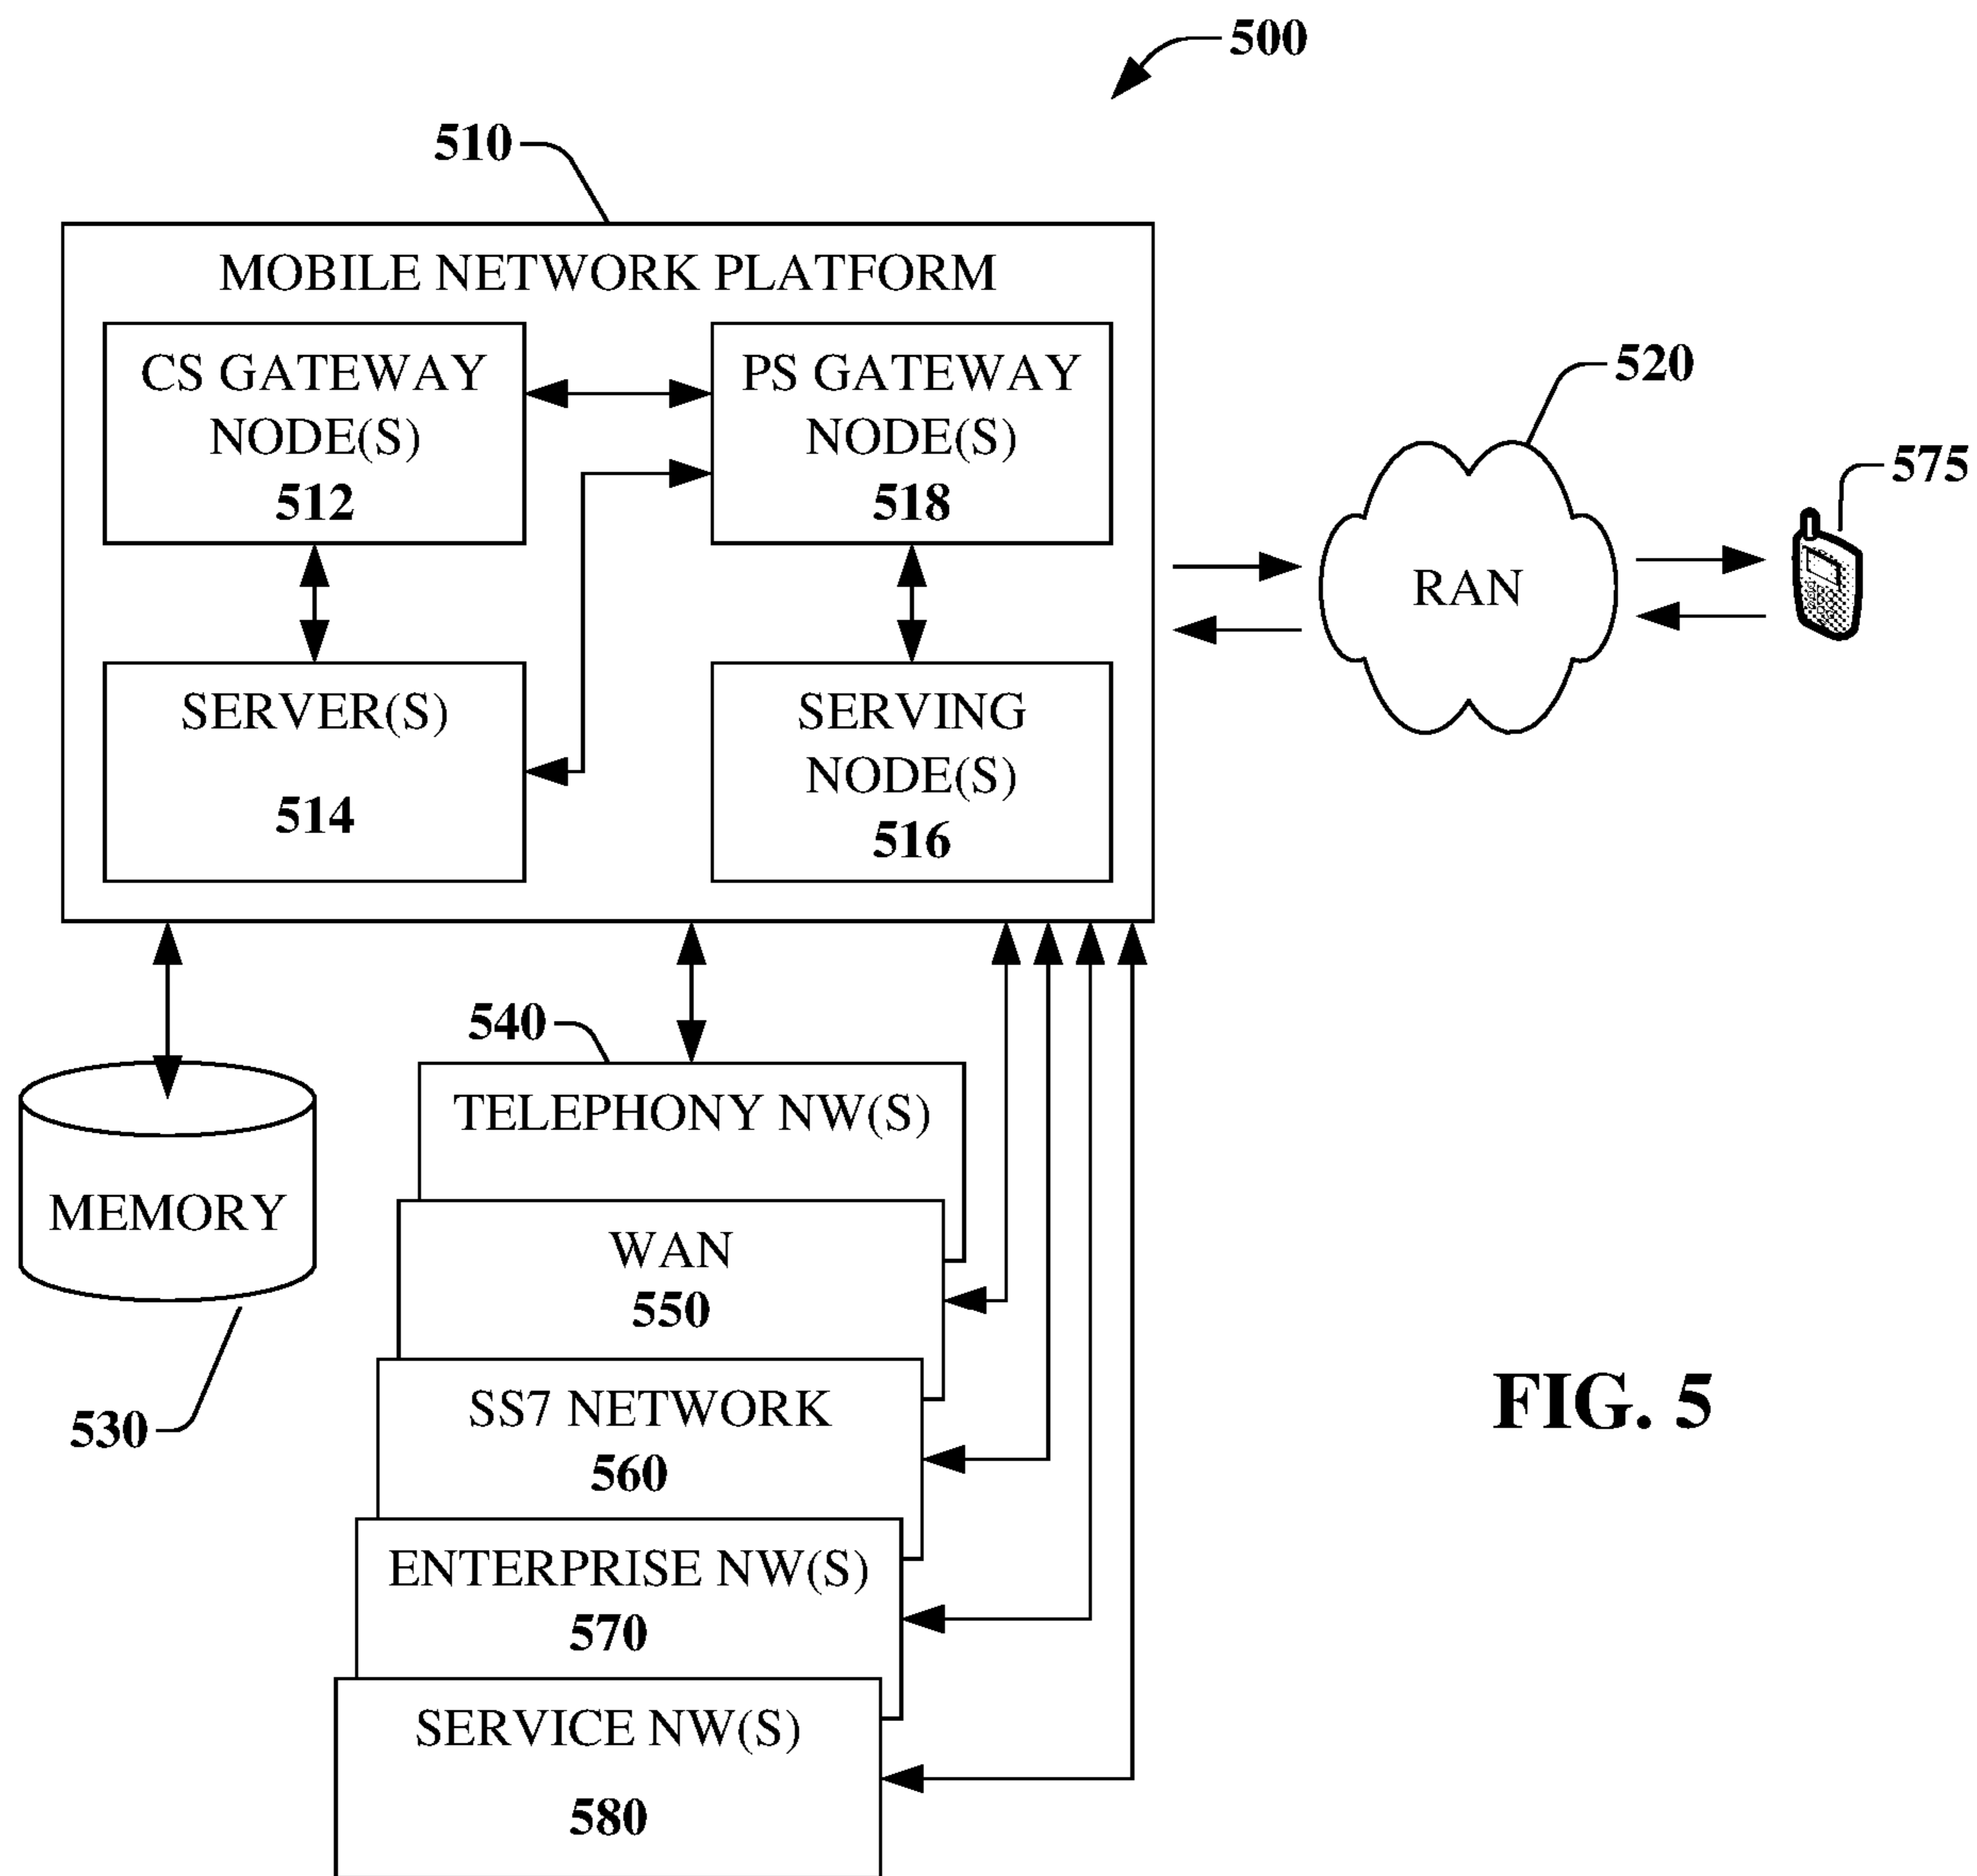 500
510
MOBILE NETWORK PLATFORM
CS GATEWAY
NODE(S)
512
PS GATEWAY
NODE(S)
518
SERVER(S)
514
SERVING
NODE(S)
516
520
RAN
575
540
TELEPHONY NW(S)
MEMORY
530
WAN
550
SS7 NETWORK
560
ENTERPRISE NW(S)
570
SERVICE NW(S)
580
FIG. 5